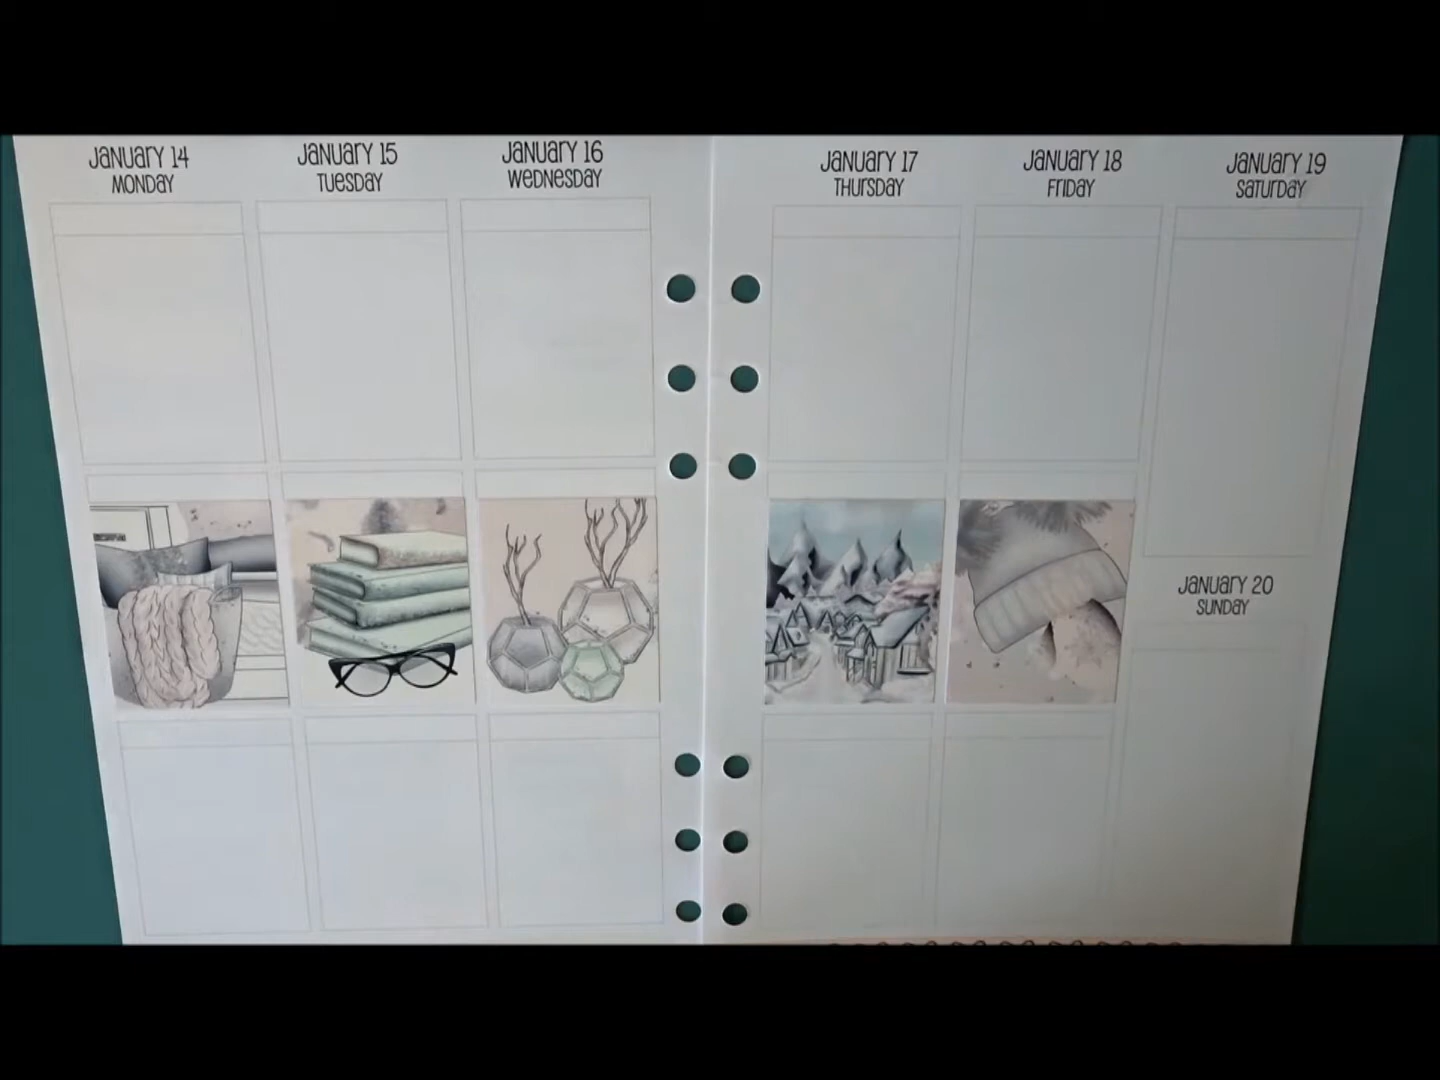 January 14
Monday
January 15
Tuesday
January 16
Wednesday
January 17
Thursday
January 18
Friday
January 19
Saturday
January 20
Sunday